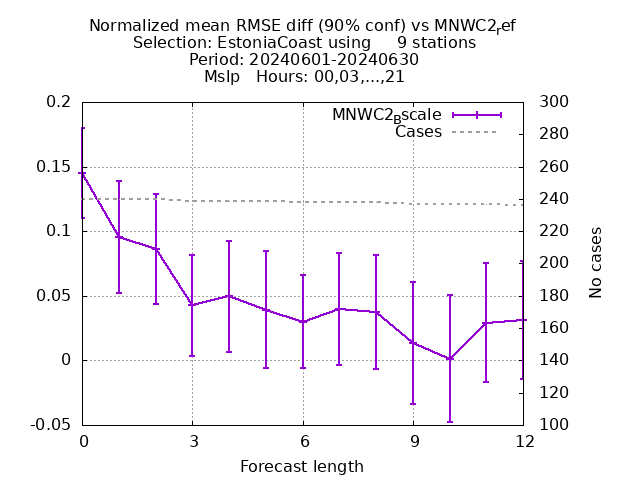 Normalized mean RMSE diff (90% conf) vs MNWC2ref
Selection: EstoniaCoast using 9 stations
Period: 20240601-20240630
Mslp Hours: 00,03,...,21
MNWC2Bscale
Cases
0.2
0.15
0.1
0.05
0
-0.05
300
280
260
240
220
200
180
160
140
120
100
No cases
0 3 6 9 12
Forecast length